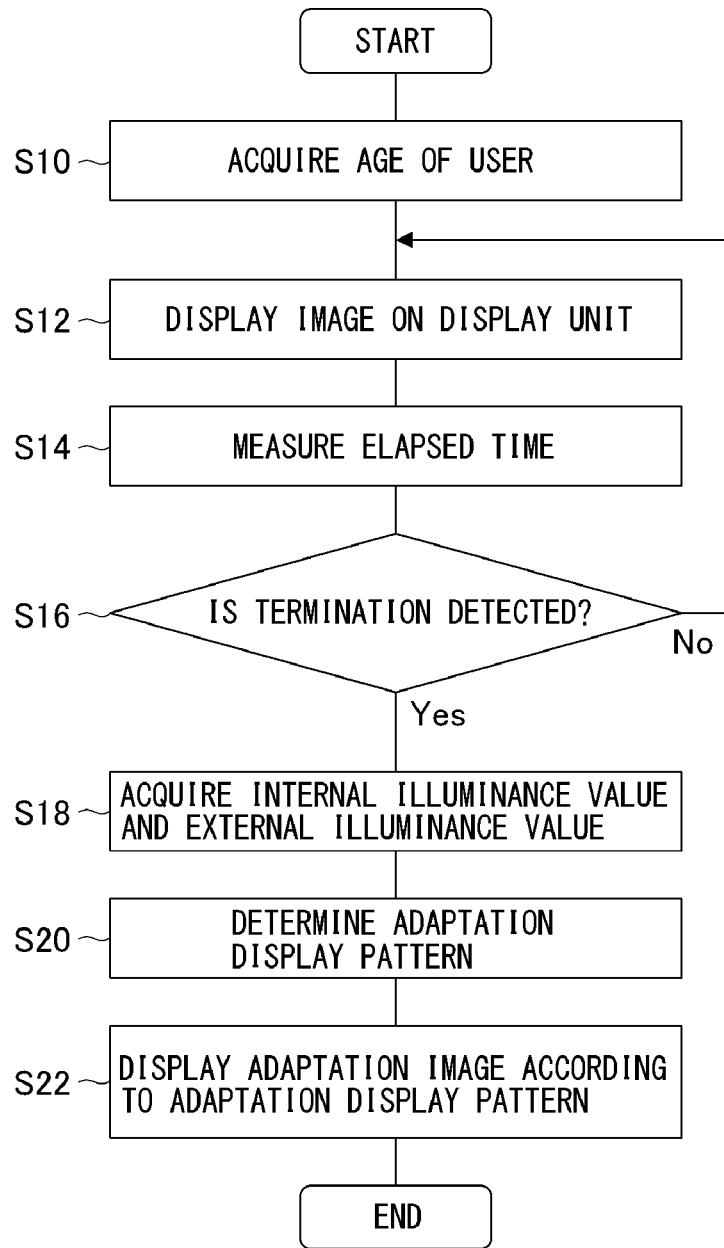 START
S10
ACQUIRE AGE OF USER
S12
DISPLAY IMAGE ON DISPLAY UNIT
S14
MEASURE ELAPSED TIME
S16
IS TERMINATION DETECTED?
No
Yes
S18
ACQUIRE INTERNAL ILLUMINANCE VALUE
AND EXTERNAL ILLUMINANCE VALUE
S20
DETERMINE ADAPTATION
DISPLAY PATTERN
S22
DISPLAY ADAPTATION IMAGE ACCORDING
TO ADAPTATION DISPLAY PATTERN
END